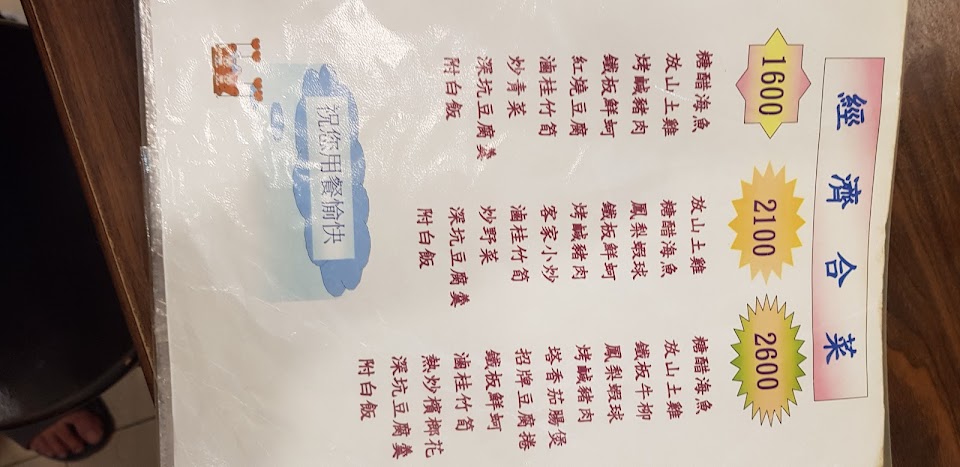 經濟合菜
1600
糖醋海魚
放山土雞
烤鹹豬肉
鐵板鮮蚵
紅燒豆腐
滷桂竹筍
炒青菜
深坑豆腐羹
附白飯
2100
放山土雞
糖醋海魚
鳳梨蝦球
鐵板鮮蚵
烤鹹豬肉
客家小炒
滷桂竹筍
炒野菜
深坑豆腐羹
附白飯
2600
糖醋海魚
放山土雞
鐵板牛柳
鳳梨蝦球
烤鹹豬肉
塔香茄腸煲
招牌豆腐捲
鐵板鮮蚵
滷桂竹筍
熱炒檳榔花
深坑豆腐羹
附白飯
祝您用餐愉快